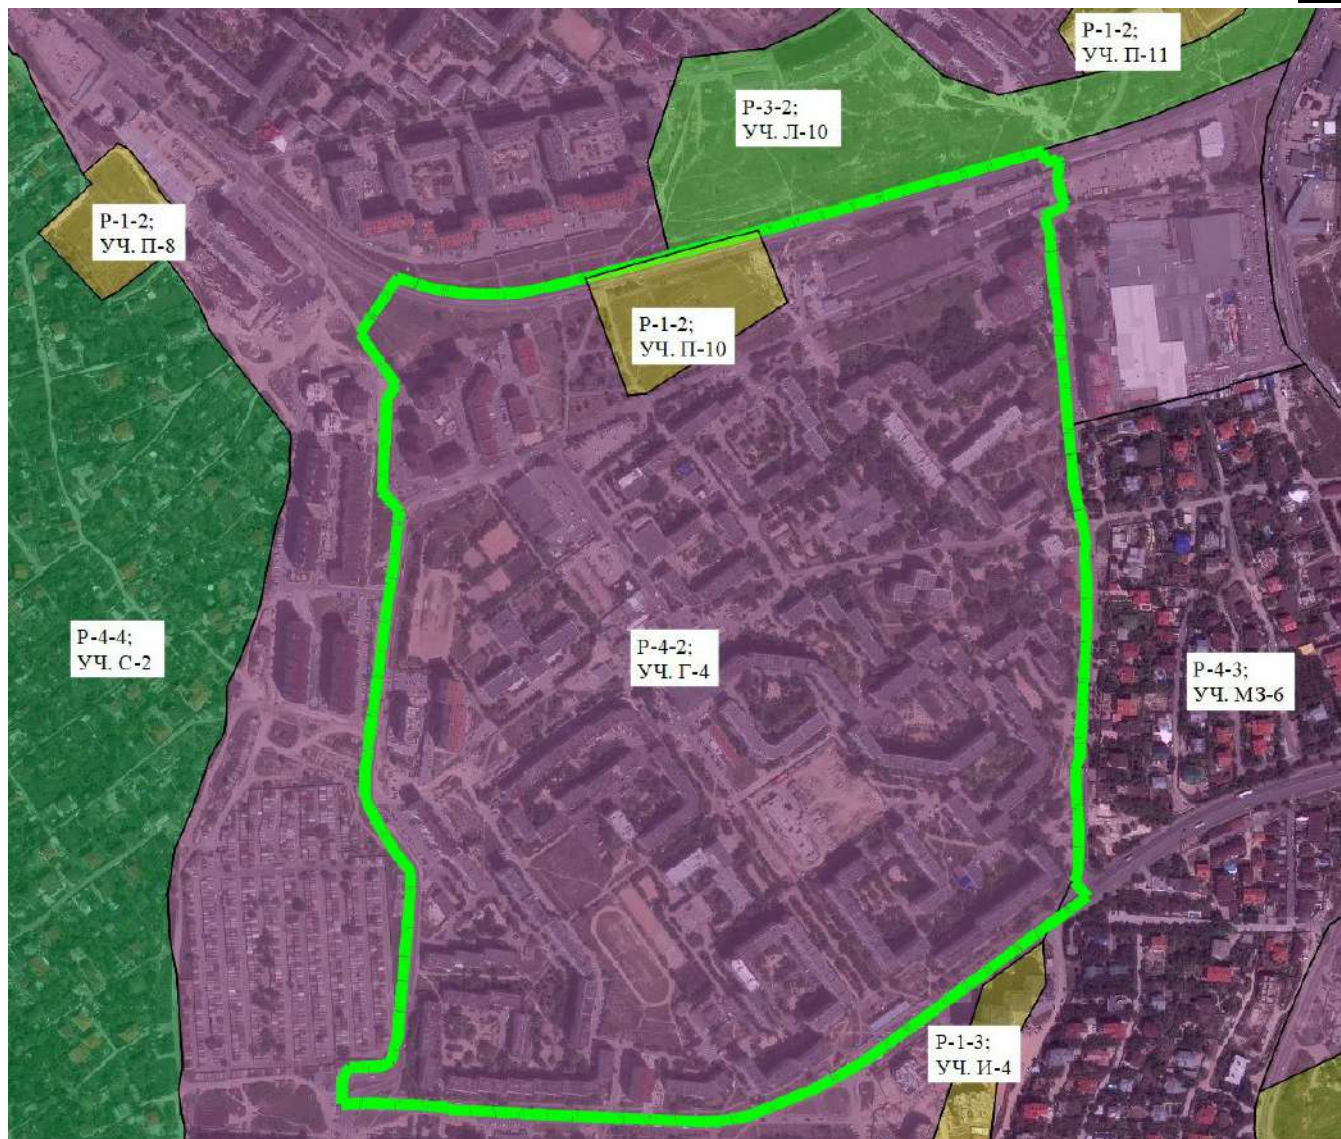 Р-1-2;
УЧ. П-11
Р-3-2;
УЧ. Л-10
Р-1-2;
УЧ. П-8
Р-1-2;
УЧ. П-10
Р-4-4;
УЧ. С-2
Р-4-2;
УЧ. Г-4
Р-4-3;
УЧ. МЗ-6
Р-1-3;
УЧ. И-4